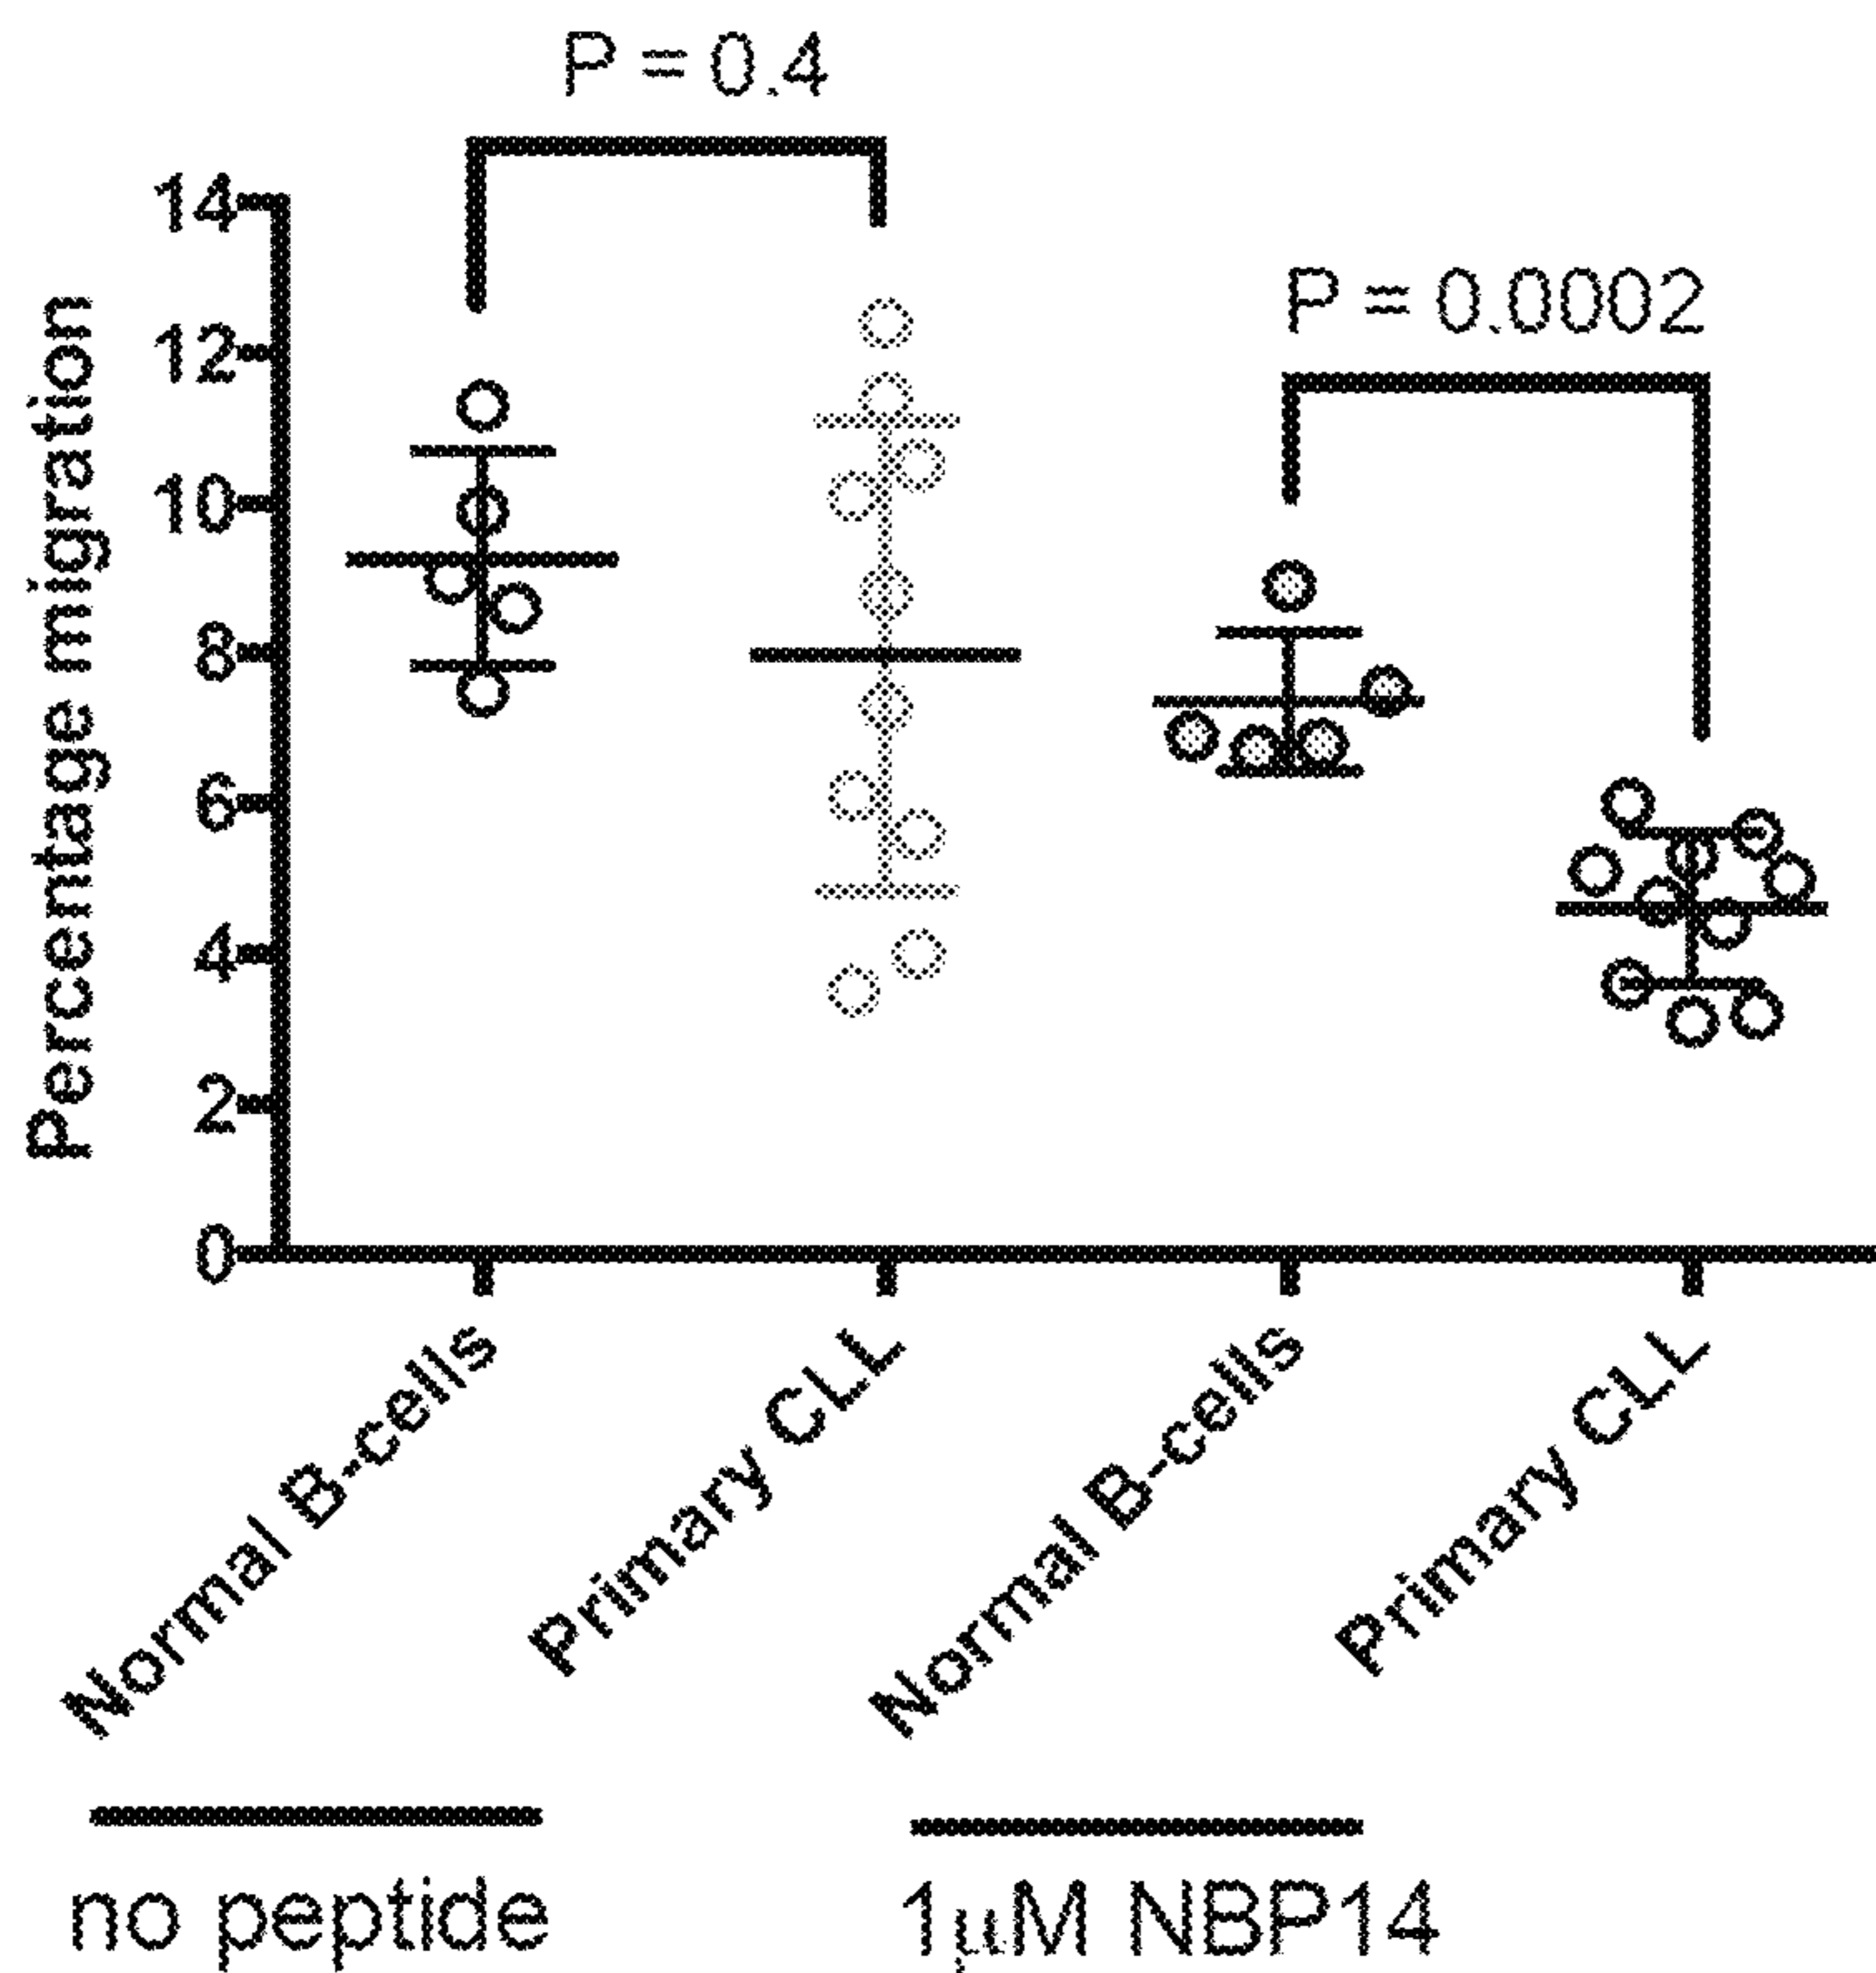 P = 0.4
P = 0.0002
Percentage migration
14
12
10
8
6
4
2
0
Normal B-cells
Primary CLL
Normal B-cells
Primary CLL
no peptide
1μM NBP14